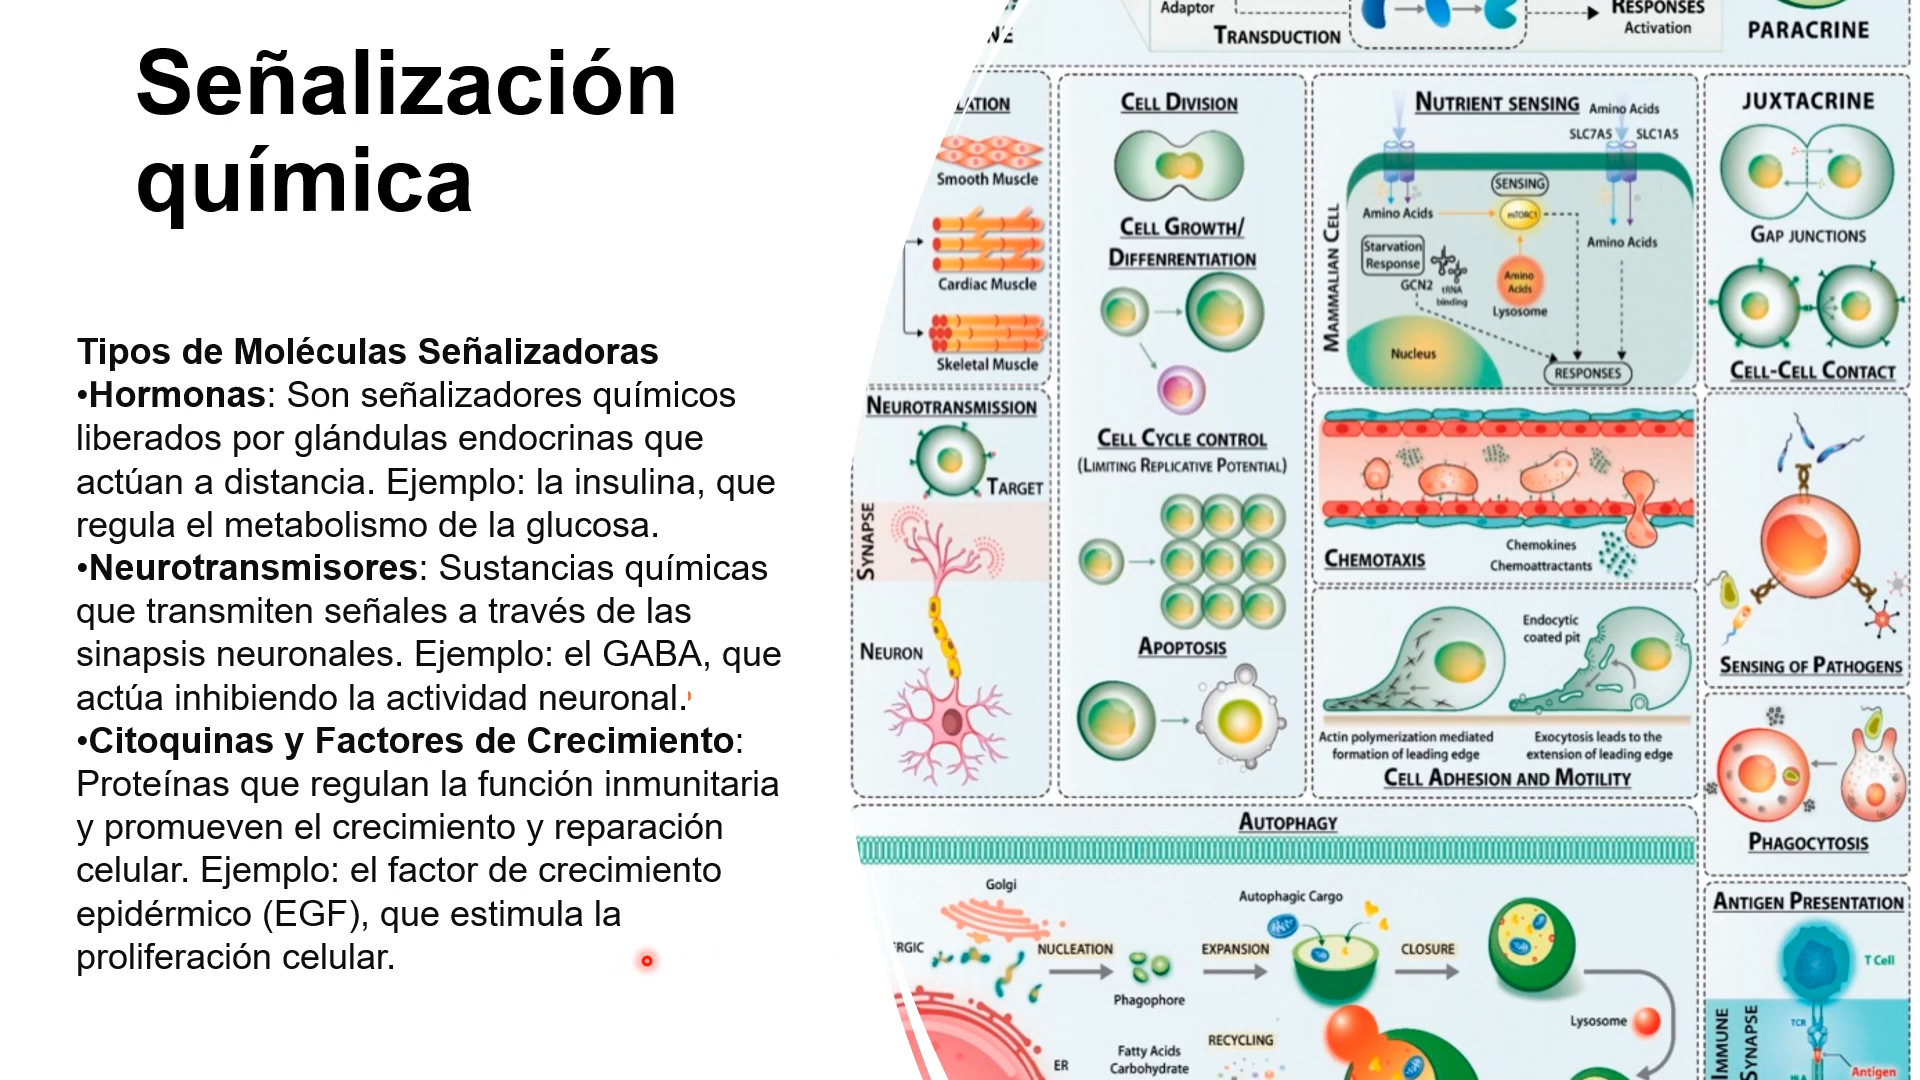 Señalización
química
Tipos de Moléculas Señalizadoras
•Hormonas: Son señalizadores químicos
liberados por glándulas endocrinas que
actúan a distancia. Ejemplo: la insulina, que
regula el metabolismo de la glucosa.
•Neurotransmisores: Sustancias químicas
que transmiten señales a través de las
sinapsis neuronales. Ejemplo: el GABA, que
actúa inhibiendo la actividad neuronal.
•Citoquinas y Factores de Crecimiento:
Proteínas que regulan la función inmunitaria
y promueven el crecimiento y reparación
celular. Ejemplo: el factor de crecimiento
epidérmico (EGF), que estimula la
proliferación celular.
Adaptor
TRANSDUCTION
RESPONSES
Activation
PARACRINE
Smooth Muscle
Cardiac Muscle
Skeletal Muscle
NEUROTRANSMISSION
TARGET
SYNAPSE
NEURON
CELL DIVISION
CELL GROWTH/
DIFFENRENTIATION
CELL CYCLE CONTROL
(LIMITING REPLICATIVE POTENTIAL)
APOPTOSIS
NUTRIENT SENSING
Amino Acids
SLC7A5 SLC1A5
SENSING
Amino Acids
mTORC1
Amino Acids
Starvation
Response
GCN2
tRNA
binding
Amino
Acids
Lysosome
MAMMALIAN CELL
Nucleus
RESPONSES
CHEMOTAXIS
Chemokines
Chemoattractants
Endocytic
coated pit
Actin polymerization mediated
formation of leading edge
Exocytosis leads to the
extension of leading edge
CELL ADHESION AND MOTILITY
JUXTACRINE
GAP JUNCTIONS
CELL-CELL CONTACT
SENSING OF PATHOGENS
PHAGOCYTOSIS
ANTIGEN PRESENTATION
T Cell
TCR
IMMUNE
SYNAPSE
Antigen
AUTOPHAGY
Golgi
NUCLEATION
Phagophore
EXPANSION
Autophagic Cargo
CLOSURE
Lysosome
RECYCLING
Fatty Acids
Carbohydrate
ER